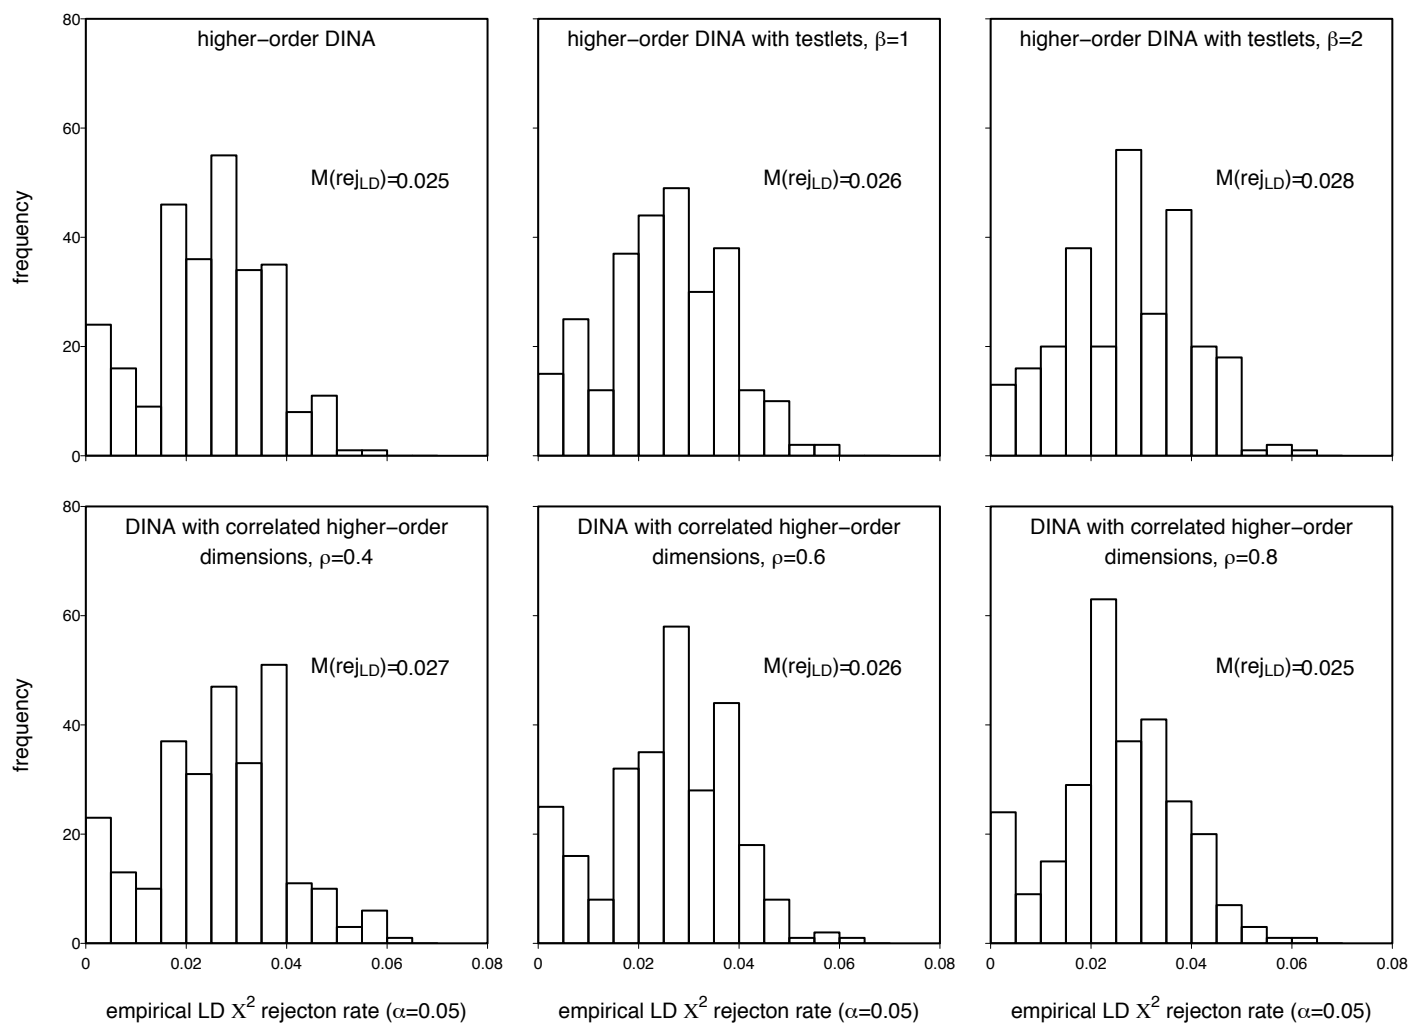 80
60
40
20
0
frequency
higher−order DINA
M(rejLD)=0.025
higher−order DINA with testlets, β=1
M(rejLD)=0.026
higher−order DINA with testlets, β=2
M(rejLD)=0.028
80
60
40
20
0
frequency
DINA with correlated higher−order
dimensions, ρ=0.4
M(rejLD)=0.027
DINA with correlated higher−order
dimensions, ρ=0.6
M(rejLD)=0.026
DINA with correlated higher−order
dimensions, ρ=0.8
M(rejLD)=0.025
0 0.02 0.04 0.06 0.08
0 0.02 0.04 0.06 0.08
0 0.02 0.04 0.06 0.08
empirical LD X² rejecton rate (α=0.05)
empirical LD X² rejecton rate (α=0.05)
empirical LD X² rejecton rate (α=0.05)